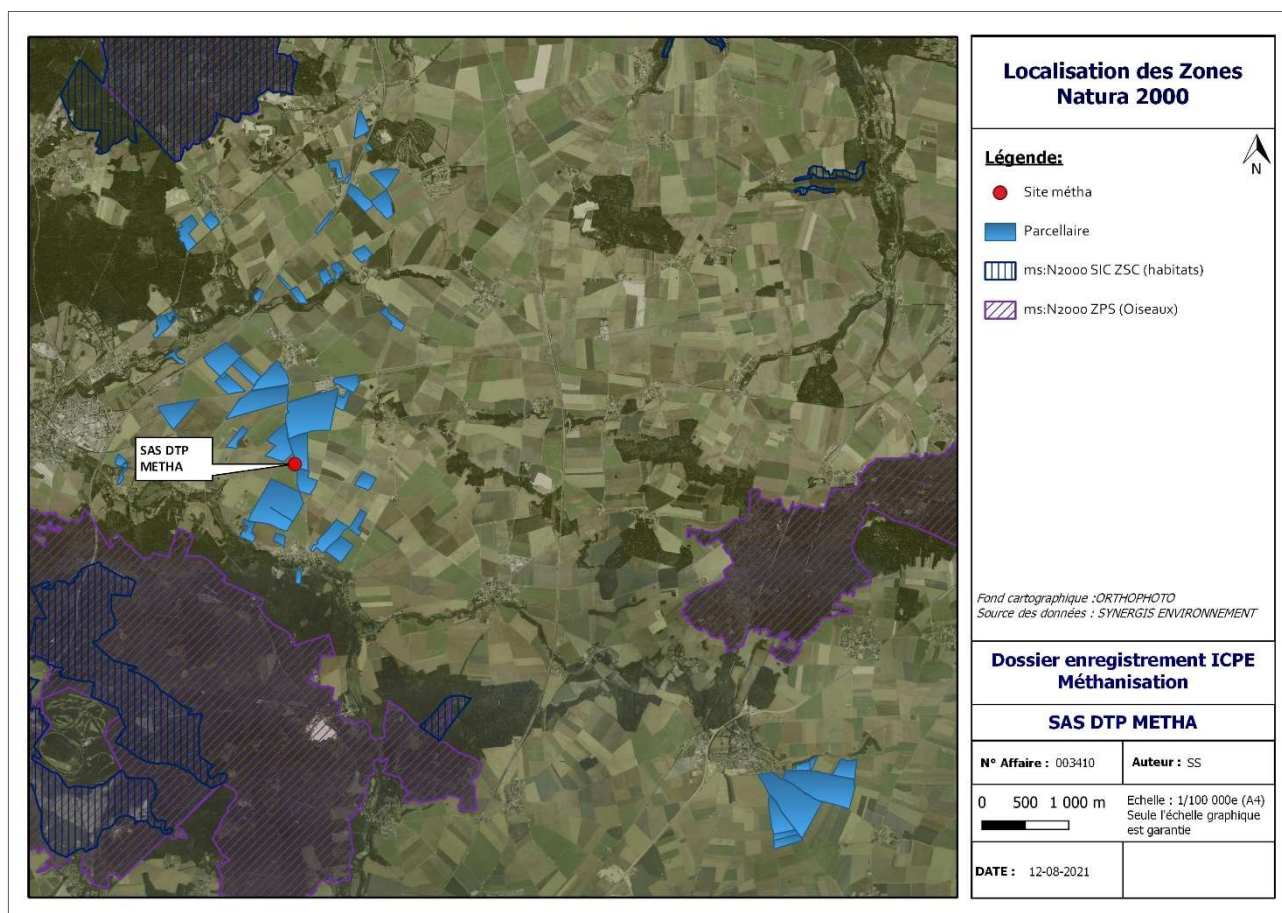 SAS DTP
METHA
Localisation des Zones
Natura 2000
Légende:
N
Site métha
Parcellaire
ms:N2000 SIC ZSC (habitats)
ms:N2000 ZPS (Oiseaux)
Fond cartographique :ORTHOPHOTO
Source des données : SYNERGIS ENVIRONNEMENT
Dossier enregistrement ICPE
Méthanisation
SAS DTP METHA
N° Affaire : 003410
Auteur : SS
0 500 1 000 m
Echelle : 1/100 000e (A4)
Seule l'échelle graphique
est garantie
DATE : 12-08-2021